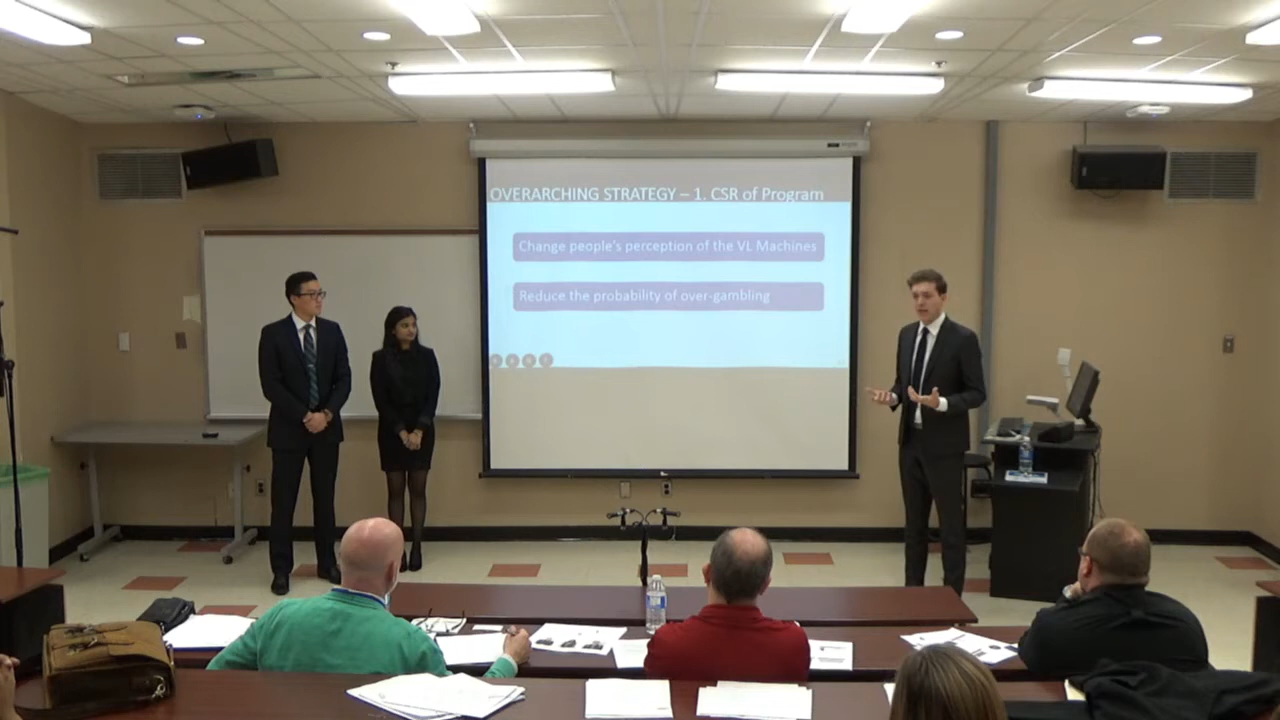 OVERARCHING STRATEGY – 1. CSR of Program
Change people's perception of the VL Machines
Reduce the probability of over-gambling